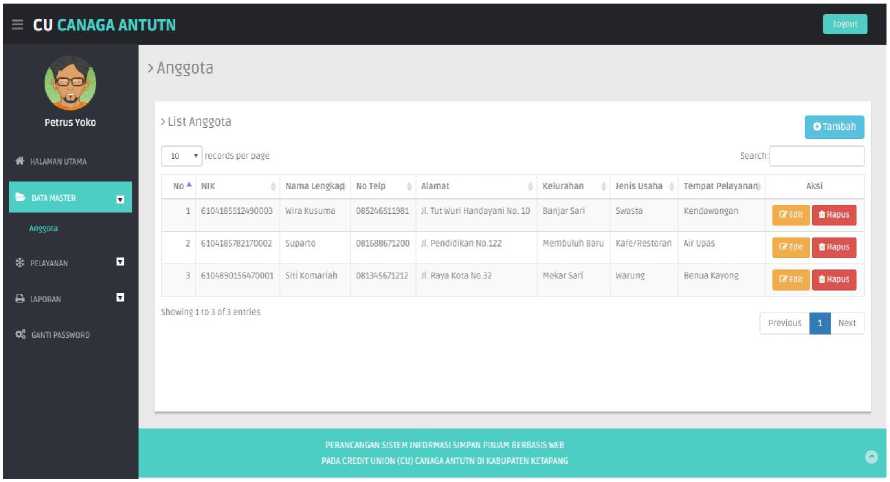 CU CANAGA ANTUTN
Logout
Petrus Yoko
HALAMAN UTAMA
DATA MASTER
Anggota
PELAYANAN
LAPORAN
GANTI PASSWORD
> Anggota
> List Anggota
Tambah
10 records per page
Search:
No NIK Nama Lengkap No Telp Alamat Kelurahan Jenis Usaha Tempat Pelayanan Aksi
1 6104185512490003 Wira Kusuma 085246511981 Jl. Tut Wuri Handayani No. 10 Banjar Sari Swasta Kendawangan Edit Hapus
2 6104185782170002 Suparto 081688671200 Jl. Pendidikan No.122 Membuluh Baru Kafe/Restoran Air Upas Edit Hapus
3 6104890156470001 Siti Komariah 081345671212 Jl. Raya Kota No.32 Mekar Sari Warung Benua Kayong Edit Hapus
Showing 1 to 3 of 3 entries
Previous 1 Next
PERANCANGAN SISTEM INFORMASI SIMPAN PINJAM BERBASIS WEB
PADA CREDIT UNION (CU) CANAGA ANTUTN DI KABUPATEN KETAPANG